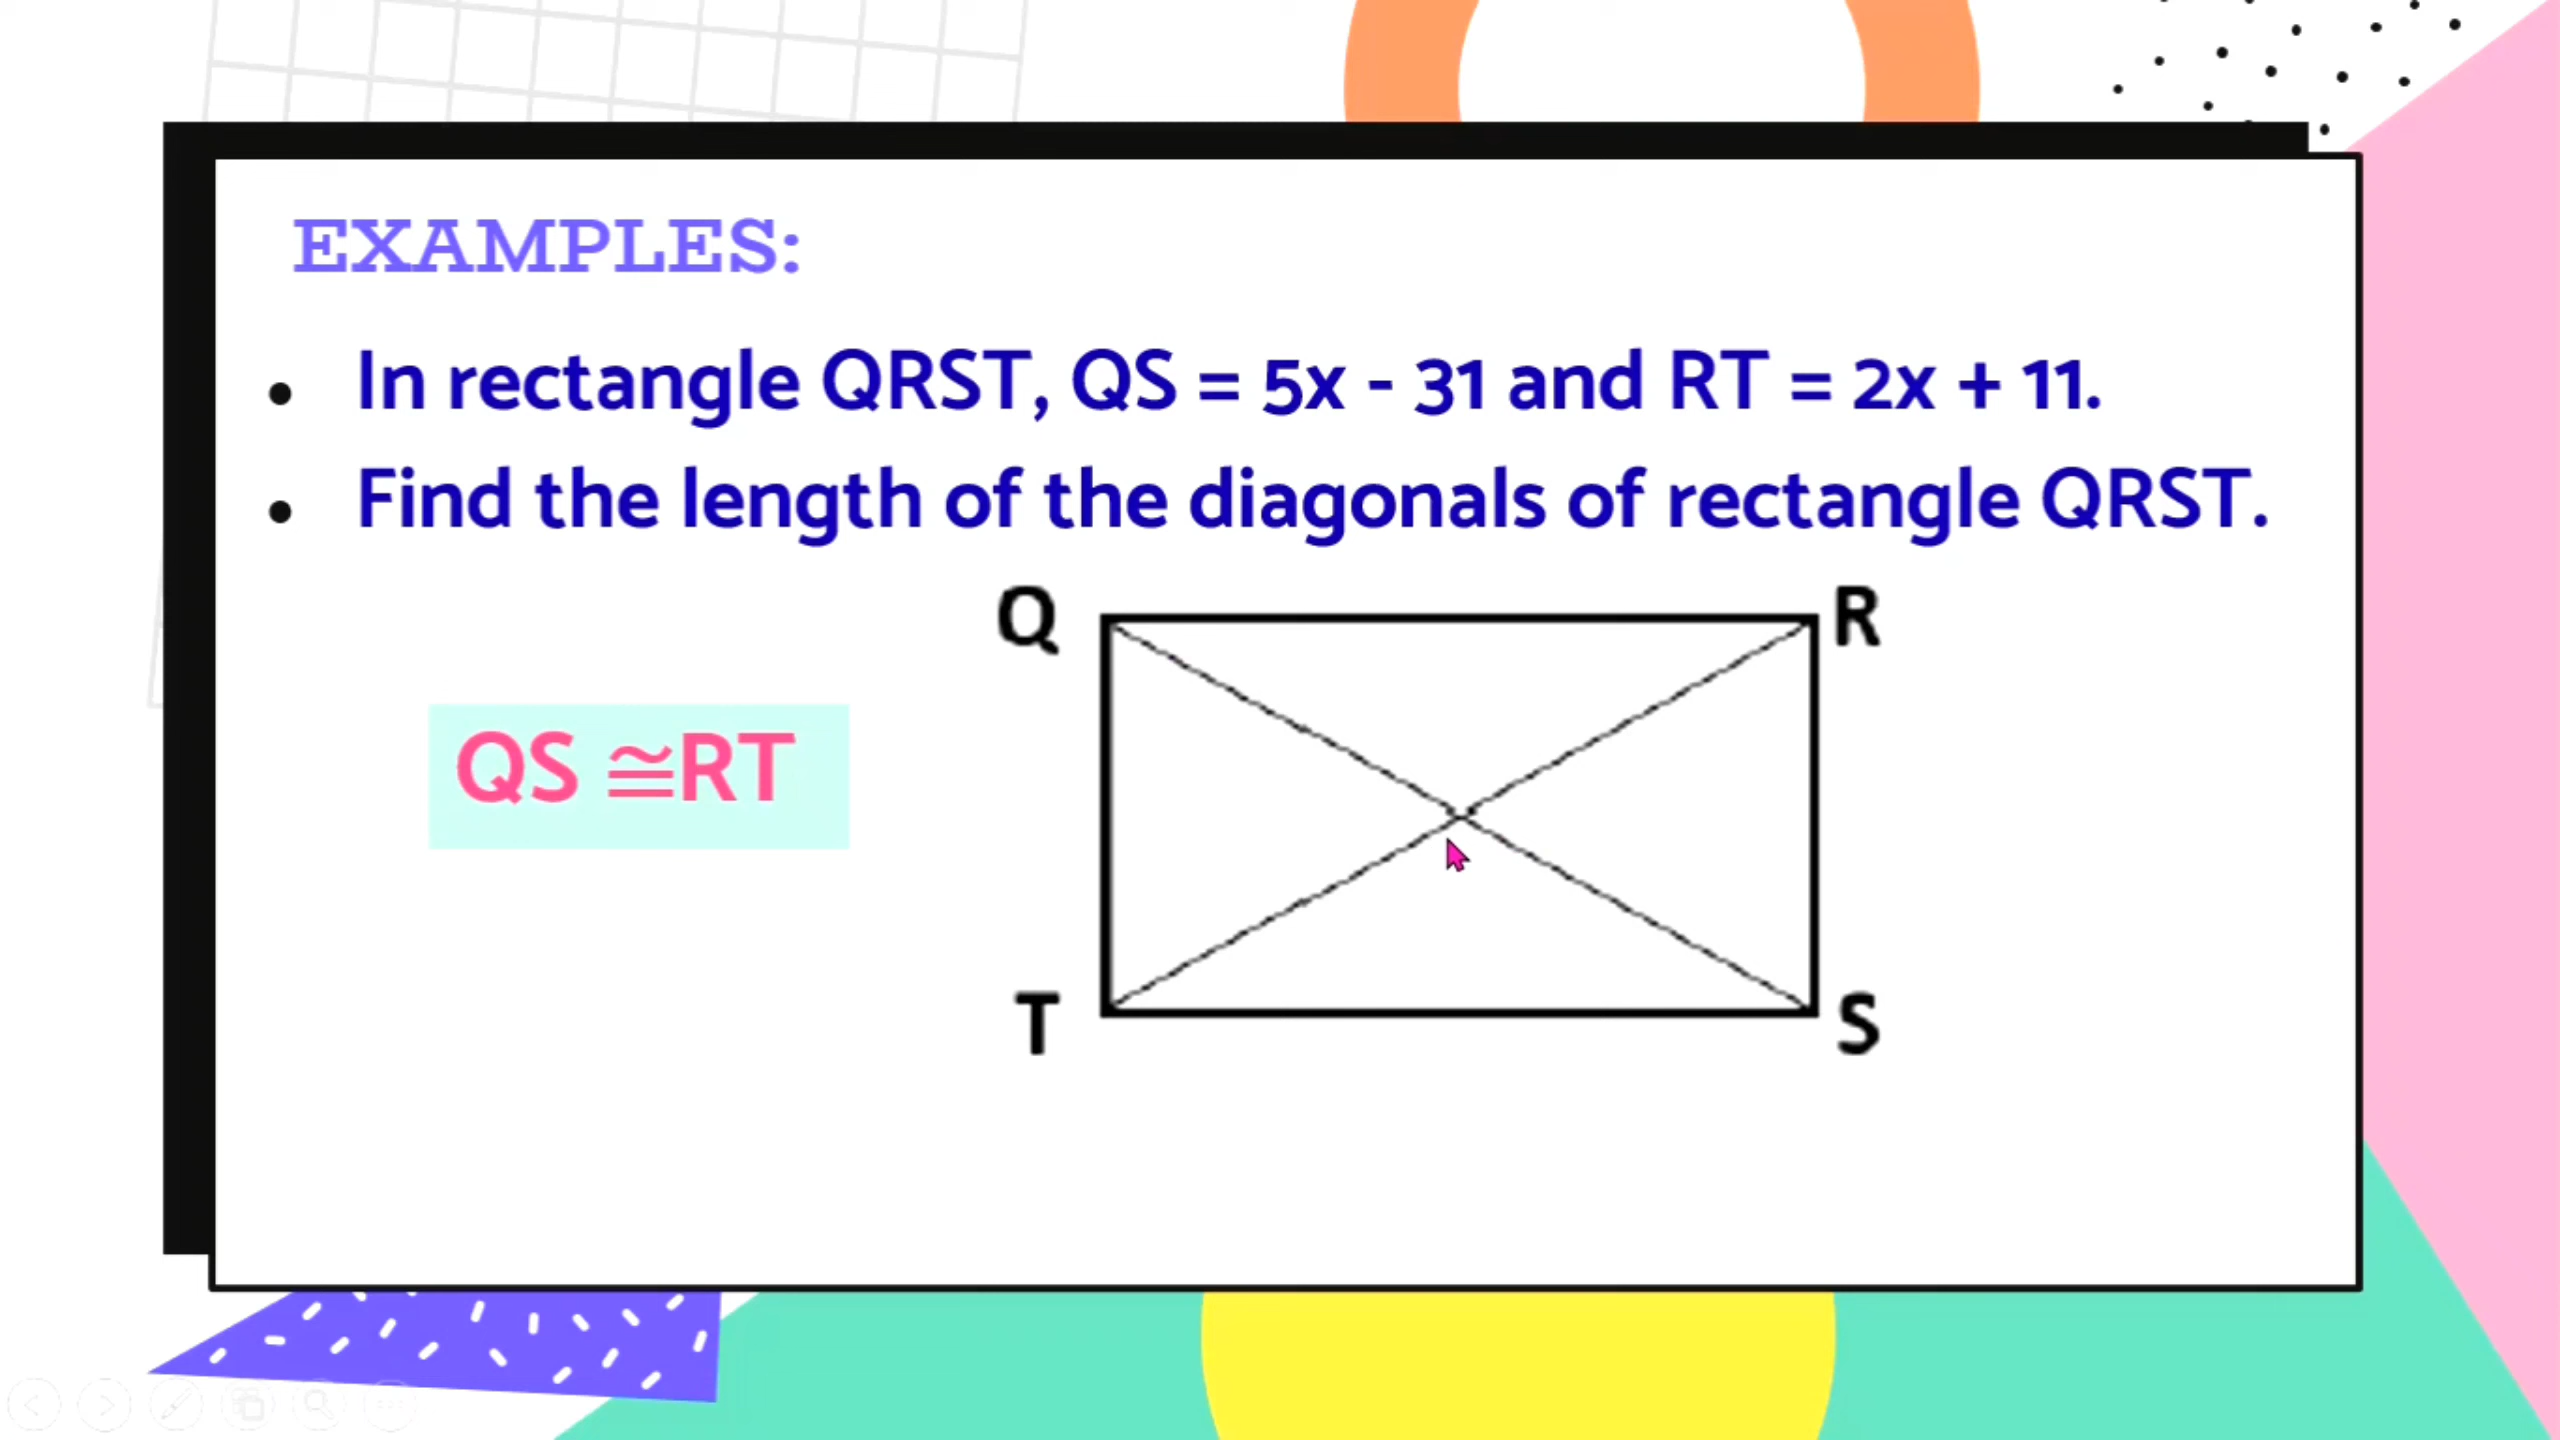 EXAMPLES:
• In rectangle QRST, QS = 5x - 31 and RT = 2x + 11.
• Find the length of the diagonals of rectangle QRST.
Q R
QS ≅RT
T S